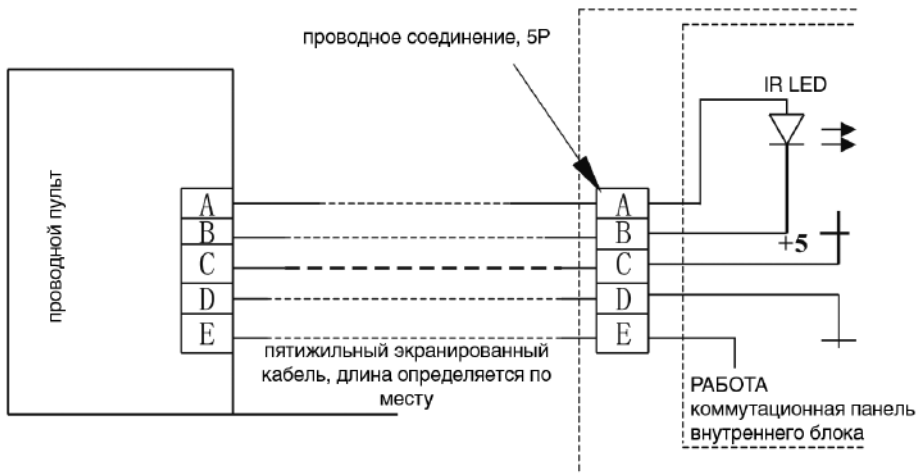 проводное соединение, 5P
IR LED
проводной пульт
A
B
C
D
E
A
B
C
D
E
+5
пятижильный экранированный
кабель, длина определяется по
месту
РАБОТА
коммутационная панель
внутреннего блока